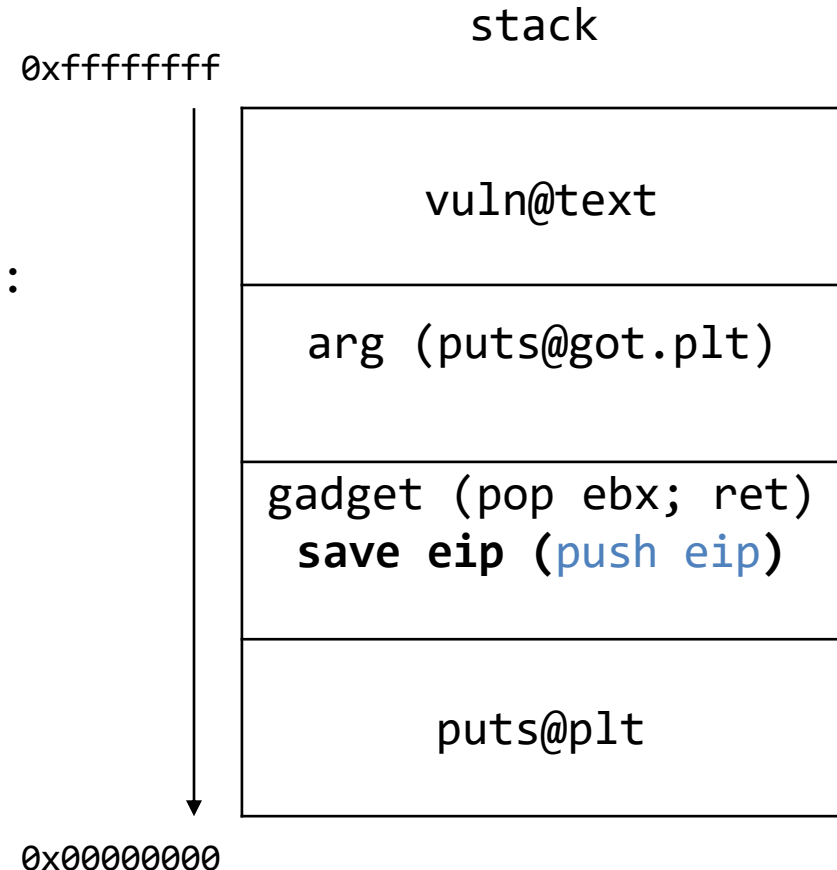 stack
0xffffffff
vuln@text
:
arg (puts@got.plt)
gadget (pop ebx; ret)
save eip (push eip)
puts@plt
0x00000000